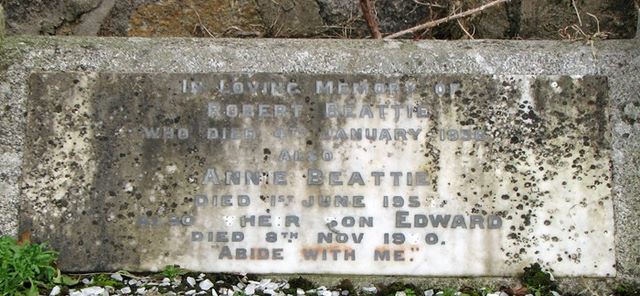 In Loving Memory of
Robert Beattie
who died 4th January
also
Annie Beattie
died 1st June
also their son Edward
died 8th Nov
Abide with me.